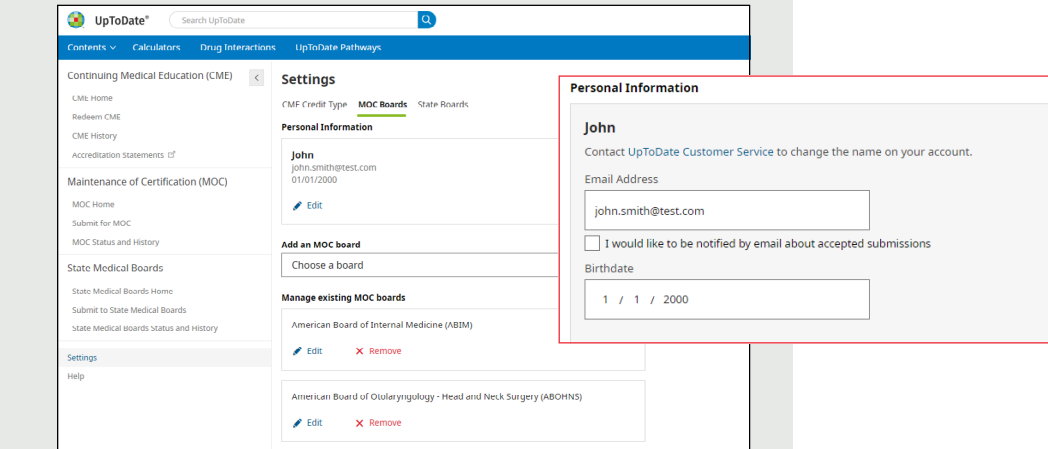 UpToDate®
Search UpToDate
Contents
Calculators
Drug Interactions
UpToDate Pathways
Continuing Medical Education (CME)
CME Home
Redeem CME
CME History
Accreditation Statements
Maintenance of Certification (MOC)
MOC Home
Submit for MOC
MOC Status and History
State Medical Boards
State Medical Boards Home
Submit to State Medical Boards
State Medical Boards Status and History
Settings
Help
Settings
CME Credit Type
MOC Boards
State Boards
Personal Information
John
john.smith@test.com
01/01/2000
Edit
Add an MOC board
Choose a board
Manage existing MOC boards
American Board of Internal Medicine (ABIM)
Edit
Remove
American Board of Otolaryngology - Head and Neck Surgery (ABOHNS)
Edit
Remove
Personal Information
John
Contact UpToDate Customer Service to change the name on your account.
Email Address
john.smith@test.com
I would like to be notified by email about accepted submissions
Birthdate
1 / 1 / 2000